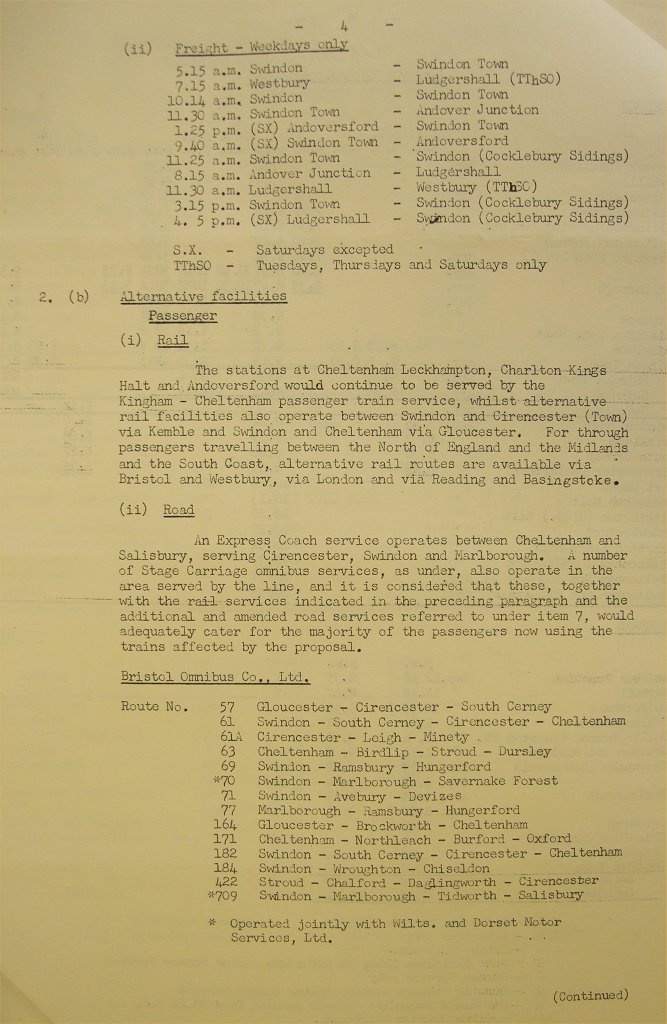 - 4 -
(ii) Freight - Weekdays only
5.15 a.m. Swindon - Swindon Town
7.15 a.m. Westbury - Ludgershall (TThSO)
10.14 a.m. Swindon - Swindon Town
11.30 a.m. Swindon Town - Andover Junction
1.25 p.m. (SX) Andoversford - Swindon Town
9.40 a.m. (SX) Swindon Town - Andoversford
11.25 a.m. Swindon Town - Swindon (Cocklebury Sidings)
8.15 a.m. Andover Junction - Ludgershall
11.30 a.m. Ludgershall - Westbury (TThSO)
3.15 p.m. Swindon Town - Swindon (Cocklebury Sidings)
4. 5 p.m. (SX) Ludgershall - Swindon (Cocklebury Sidings)
S.X. - Saturdays excepted
TThSO - Tuesdays, Thursdays and Saturdays only
2. (b) Alternative facilities
Passenger
(i) Rail
The stations at Cheltenham Leckhampton, Charlton Kings
Halt and Andoversford would continue to be served by the
Kingham - Cheltenham passenger train service, whilst alternative
rail facilities also operate between Swindon and Cirencester (Town)
via Kemble and Swindon and Cheltenham via Gloucester. For through
passengers travelling between the North of England and the Midlands
and the South Coast, alternative rail routes are available via
Bristol and Westbury, via London and via Reading and Basingstoke.
(ii) Road
An Express Coach service operates between Cheltenham and
Salisbury, serving Cirencester, Swindon and Marlborough. A number
of Stage Carriage omnibus services, as under, also operate in the
area served by the line, and it is considered that these, together
with the rail services indicated in the preceding paragraph and the
additional and amended road services referred to under item 7, would
adequately cater for the majority of the passengers now using the
trains affected by the proposal.
Bristol Omnibus Co., Ltd.
Route No. 57 Gloucester - Cirencester - South Cerney
61 Swindon - South Cerney - Cirencester - Cheltenham
61A Cirencester - Leigh - Minety
63 Cheltenham - Birdlip - Stroud - Dursley
69 Swindon - Ramsbury - Hungerford
*70 Swindon - Marlborough - Savernake Forest
71 Swindon - Avebury - Devizes
77 Marlborough - Ramsbury - Hungerford
164 Gloucester - Brockworth - Cheltenham
171 Cheltenham - Northleach - Burford - Oxford
182 Swindon - South Cerney - Cirencester - Cheltenham
184 Swindon - Wroughton - Chiseldon
422 Stroud - Chalford - Daglingworth - Cirencester
*709 Swindon - Marlborough - Tidworth - Salisbury
* Operated jointly with Wilts. and Dorset Motor
Services, Ltd.
(Continued)